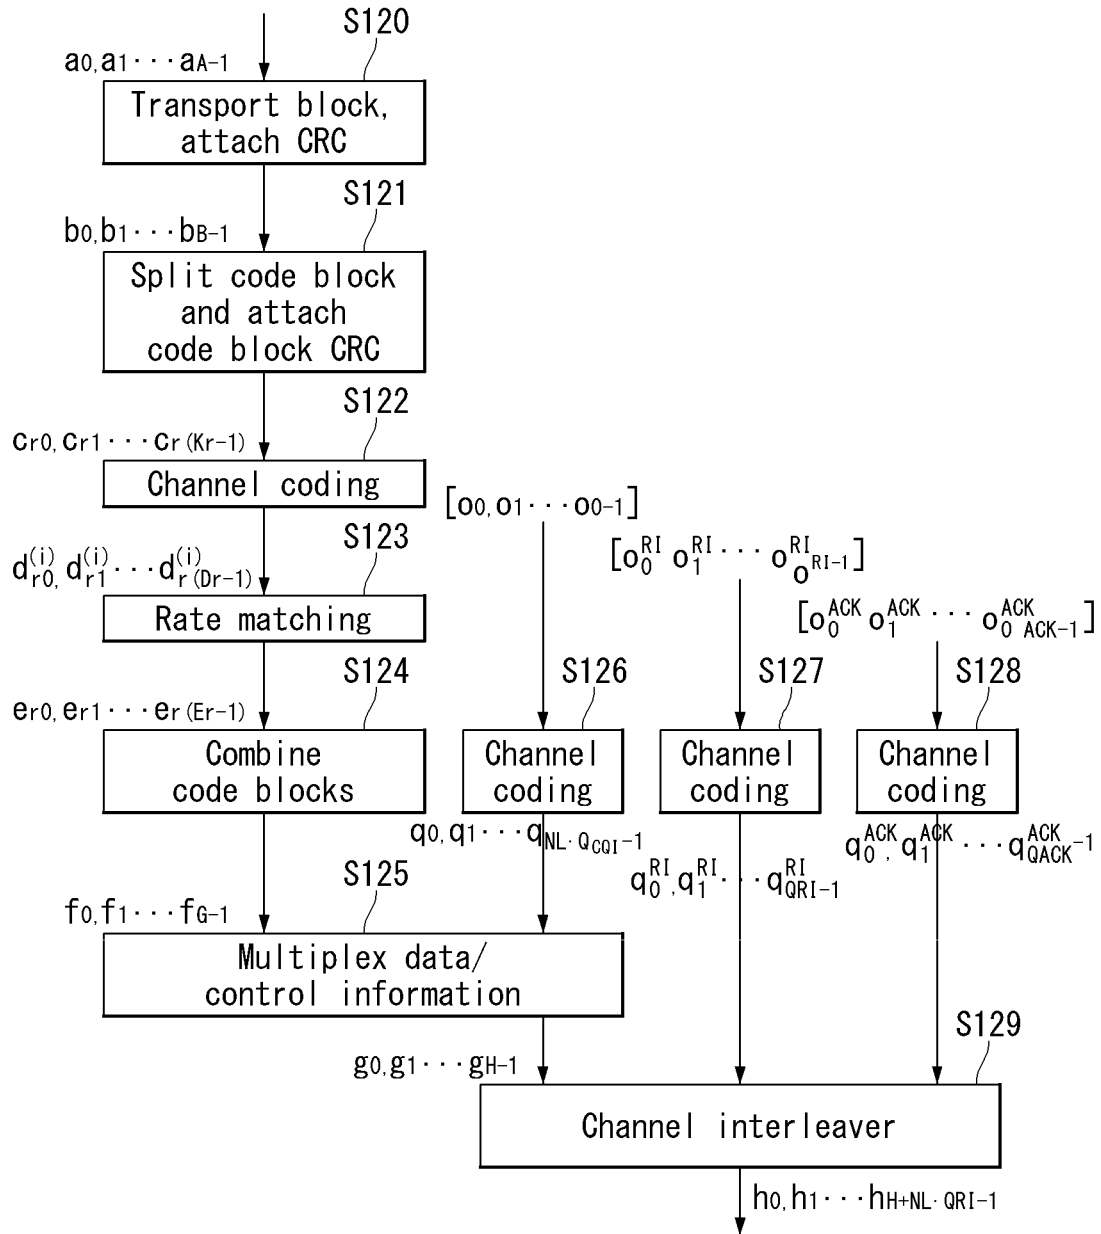 S120
a0,a1···aA-1
Transport block,
attach CRC
S121
b0,b1···bB-1
Split code block
and attach
code block CRC
S122
cr0,cr1···cr(Kr-1)
Channel coding
S123
d(i)r0,d(i)r1···d(i)r(Dr-1)
Rate matching
S124
er0,er1···er(Er-1)
Combine
code blocks
[o0,o1···o0-1]
S126
Channel
coding
q0,q1···qNL·QCQI-1
[oRI0 oRI1···oRIoRI-1]
S127
Channel
coding
qRI0,qRI1···qRIQRI-1
[oACK0 oACK1···oACK0 ACK-1]
S128
Channel
coding
qACK0,qACK1···qACKQACK-1
S125
f0,f1···fG-1
Multiplex data/
control information
S129
g0,g1···gH-1
Channel interleaver
h0,h1···hH+NL·QRI-1